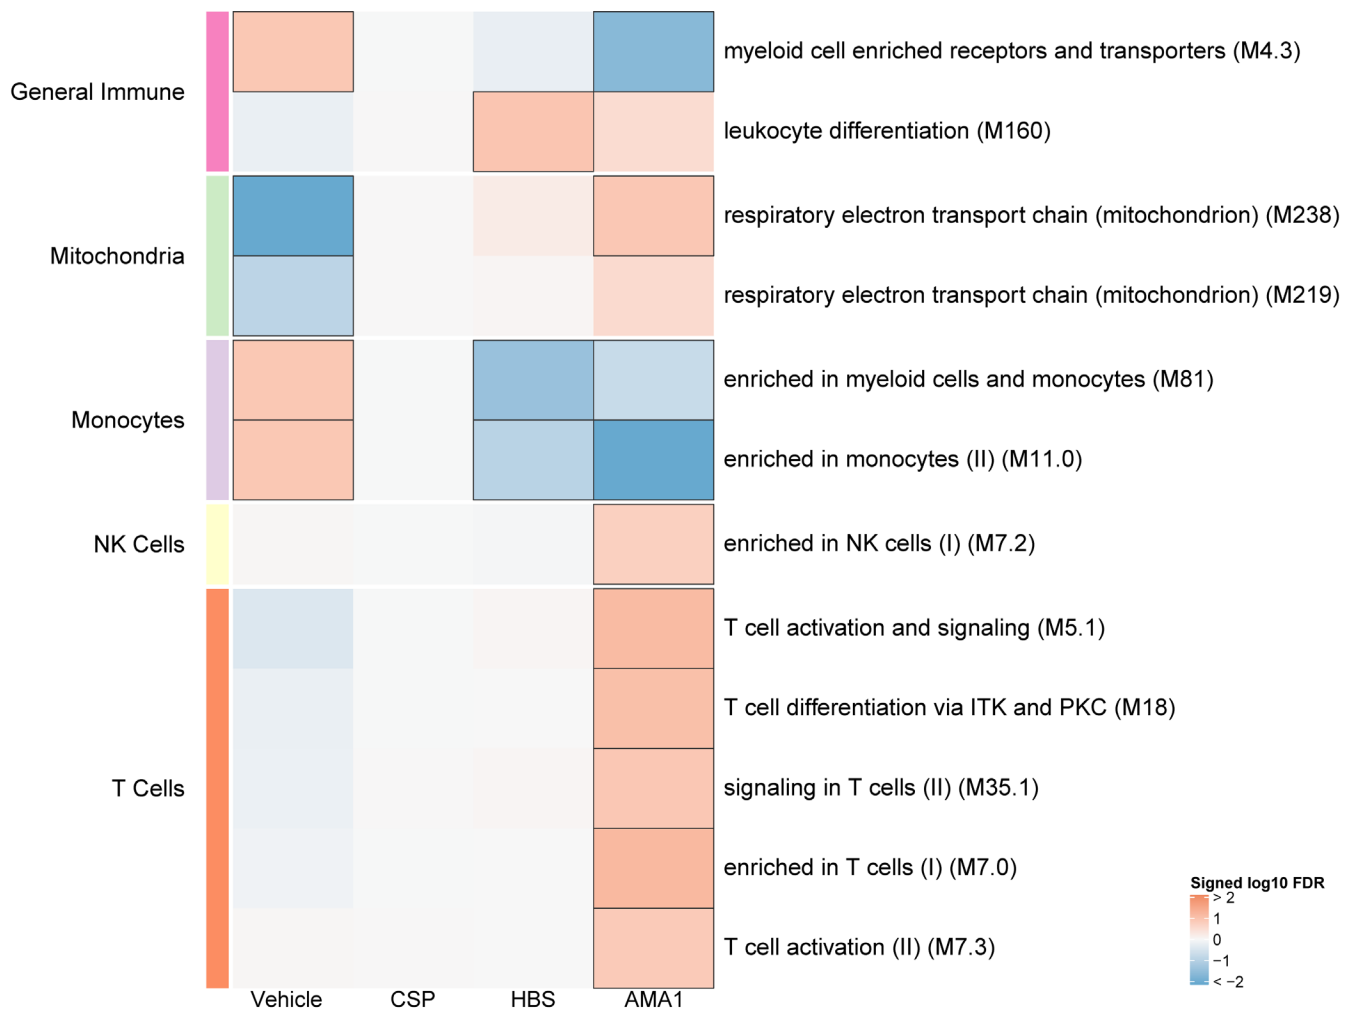 General Immune
myeloid cell enriched receptors and transporters (M4.3)
leukocyte differentiation (M160)
Mitochondria
respiratory electron transport chain (mitochondrion) (M238)
respiratory electron transport chain (mitochondrion) (M219)
Monocytes
enriched in myeloid cells and monocytes (M81)
enriched in monocytes (II) (M11.0)
NK Cells
enriched in NK cells (I) (M7.2)
T Cells
T cell activation and signaling (M5.1)
T cell differentiation via ITK and PKC (M18)
signaling in T cells (II) (M35.1)
enriched in T cells (I) (M7.0)
T cell activation (II) (M7.3)
Vehicle CSP HBS AMA1
Signed log10 FDR
> 2
1
0
−1
< −2